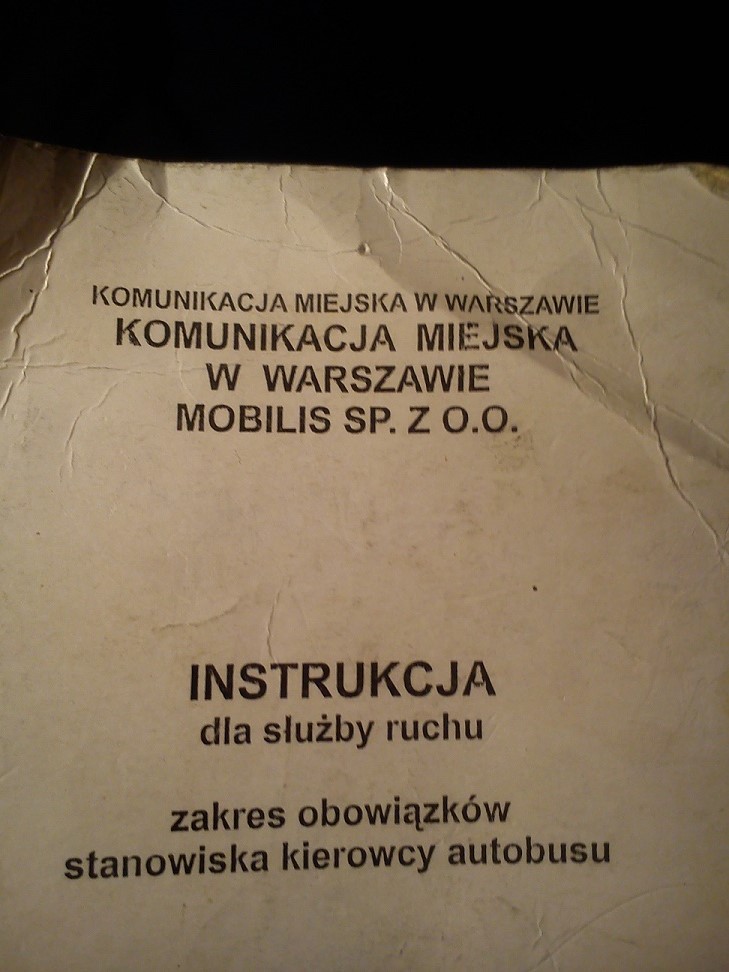 KOMUNIKACJA MIEJSKA W WARSZAWIE
KOMUNIKACJA MIEJSKA
W WARSZAWIE
MOBILIS SP. Z O.O.
INSTRUKCJA
dla służby ruchu
zakres obowiązków
stanowiska kierowcy autobusu